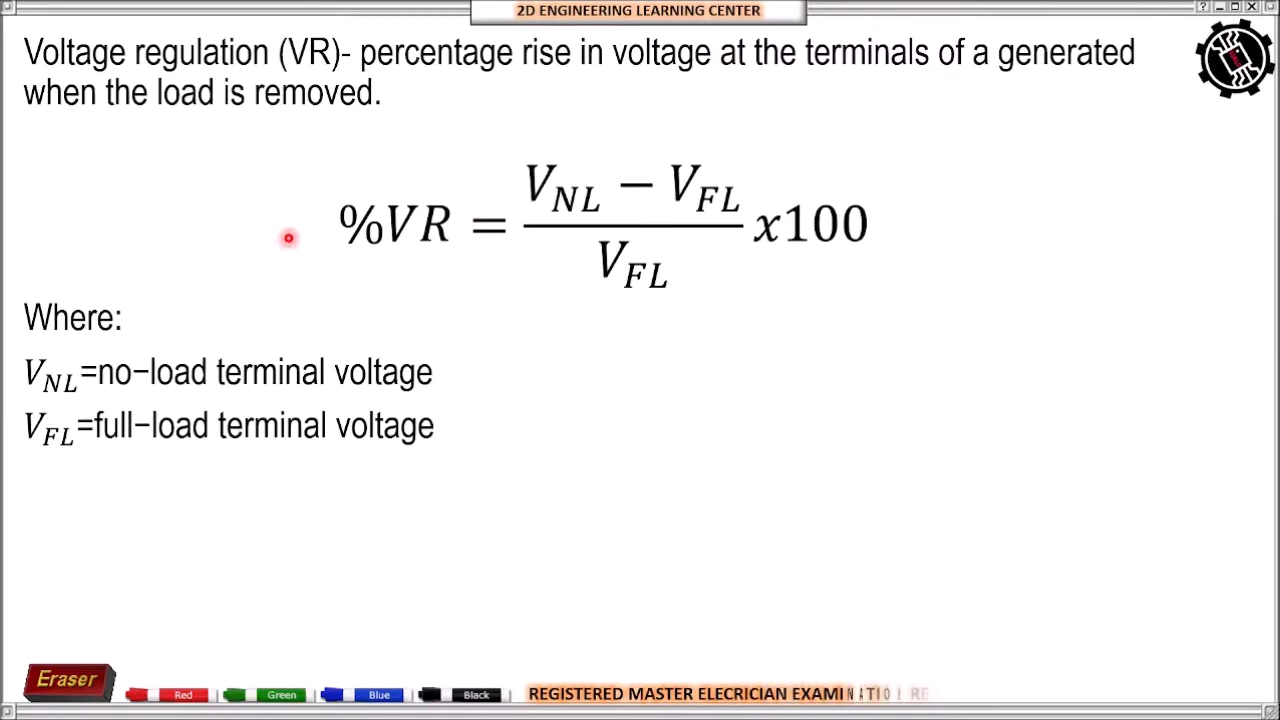 2D ENGINEERING LEARNING CENTER
Voltage regulation (VR)- percentage rise in voltage at the terminals of a generated
when the load is removed.
%VR = (V_NL − V_FL) / V_FL x100
Where:
V_NL=no−load terminal voltage
V_FL=full−load terminal voltage
Eraser
Red Green Blue Black
REGISTERED MASTER ELECRICIAN EXAMINATIO RE